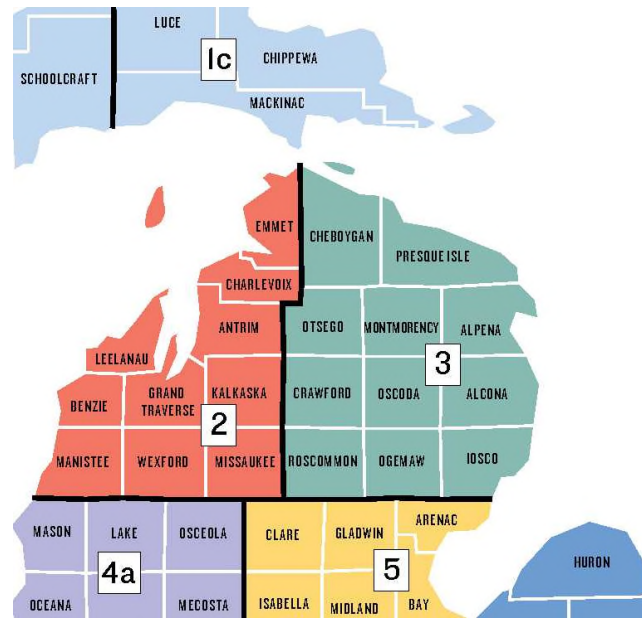 LUCE
1c
CHIPPEWA
SCHOOLCRAFT
MACKINAC
EMMET
CHEBOYGAN
PRESQUE ISLE
CHARLEVOIX
ANTRIM
OTSEGO
MONTMORENCY
ALPENA
LEELANAU
3
BENZIE
GRAND
TRAVERSE
KALKASKA
CRAWFORD
OSCODA
ALCONA
2
MANISTEE
WEXFORD
MISSAUKEE
ROSCOMMON
OGEMAW
IOSCO
MASON
LAKE
OSCEOLA
CLARE
GLADWIN
ARENAC
HURON
4a
5
OCEANA
MECOSTA
ISABELLA
MIDLAND
BAY